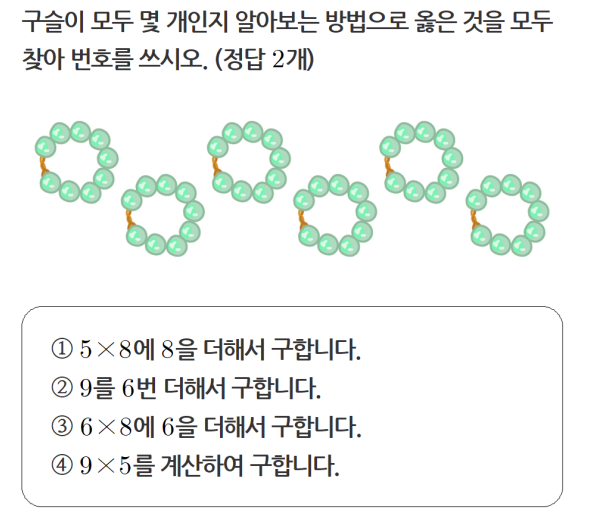 구슬이 모두 몇 개인지 알아보는 방법으로 옳은 것을 모두
찾아 번호를 쓰시오. (정답 2개)
① 5×8에 8을 더해서 구합니다.
② 9를 6번 더해서 구합니다.
③ 6×8에 6을 더해서 구합니다.
④ 9×5를 계산하여 구합니다.